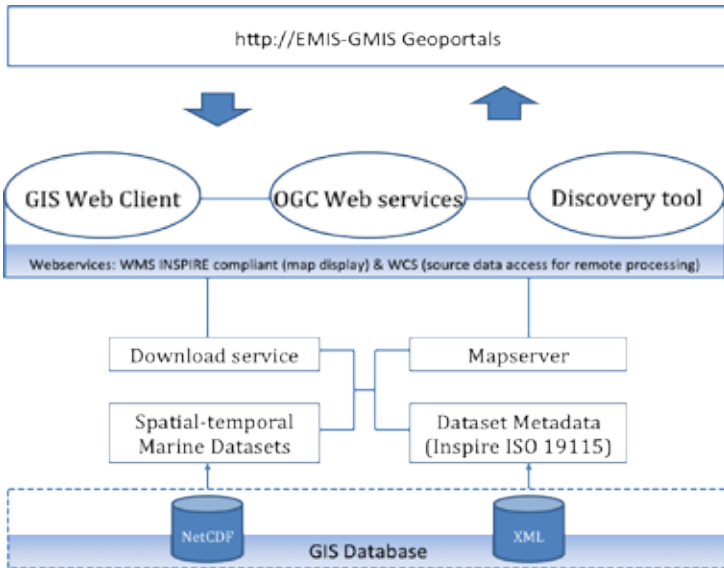 http://EMIS-GMIS Geoportals
GIS Web Client
OGC Web services
Discovery tool
Webservices: WMS INSPIRE compliant (map display) & WCS (source data access for remote processing)
Download service
Mapserver
Spatial-temporal
Marine Datasets
Dataset Metadata
(Inspire ISO 19115)
NetCDF
XML
GIS Database